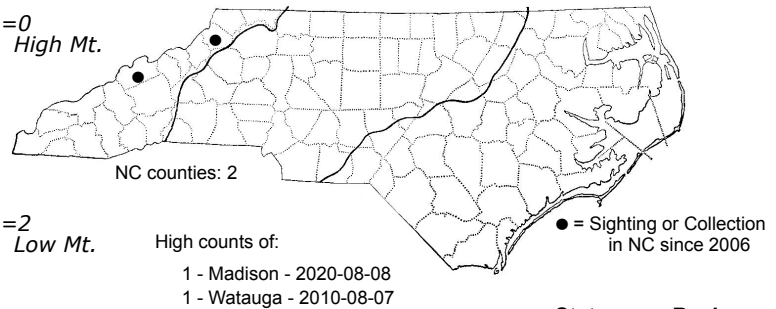 =0
High Mt.
NC counties: 2
=2
Low Mt.
High counts of:
1 - Madison - 2020-08-08
1 - Watauga - 2010-08-07
● = Sighting or Collection
in NC since 2006